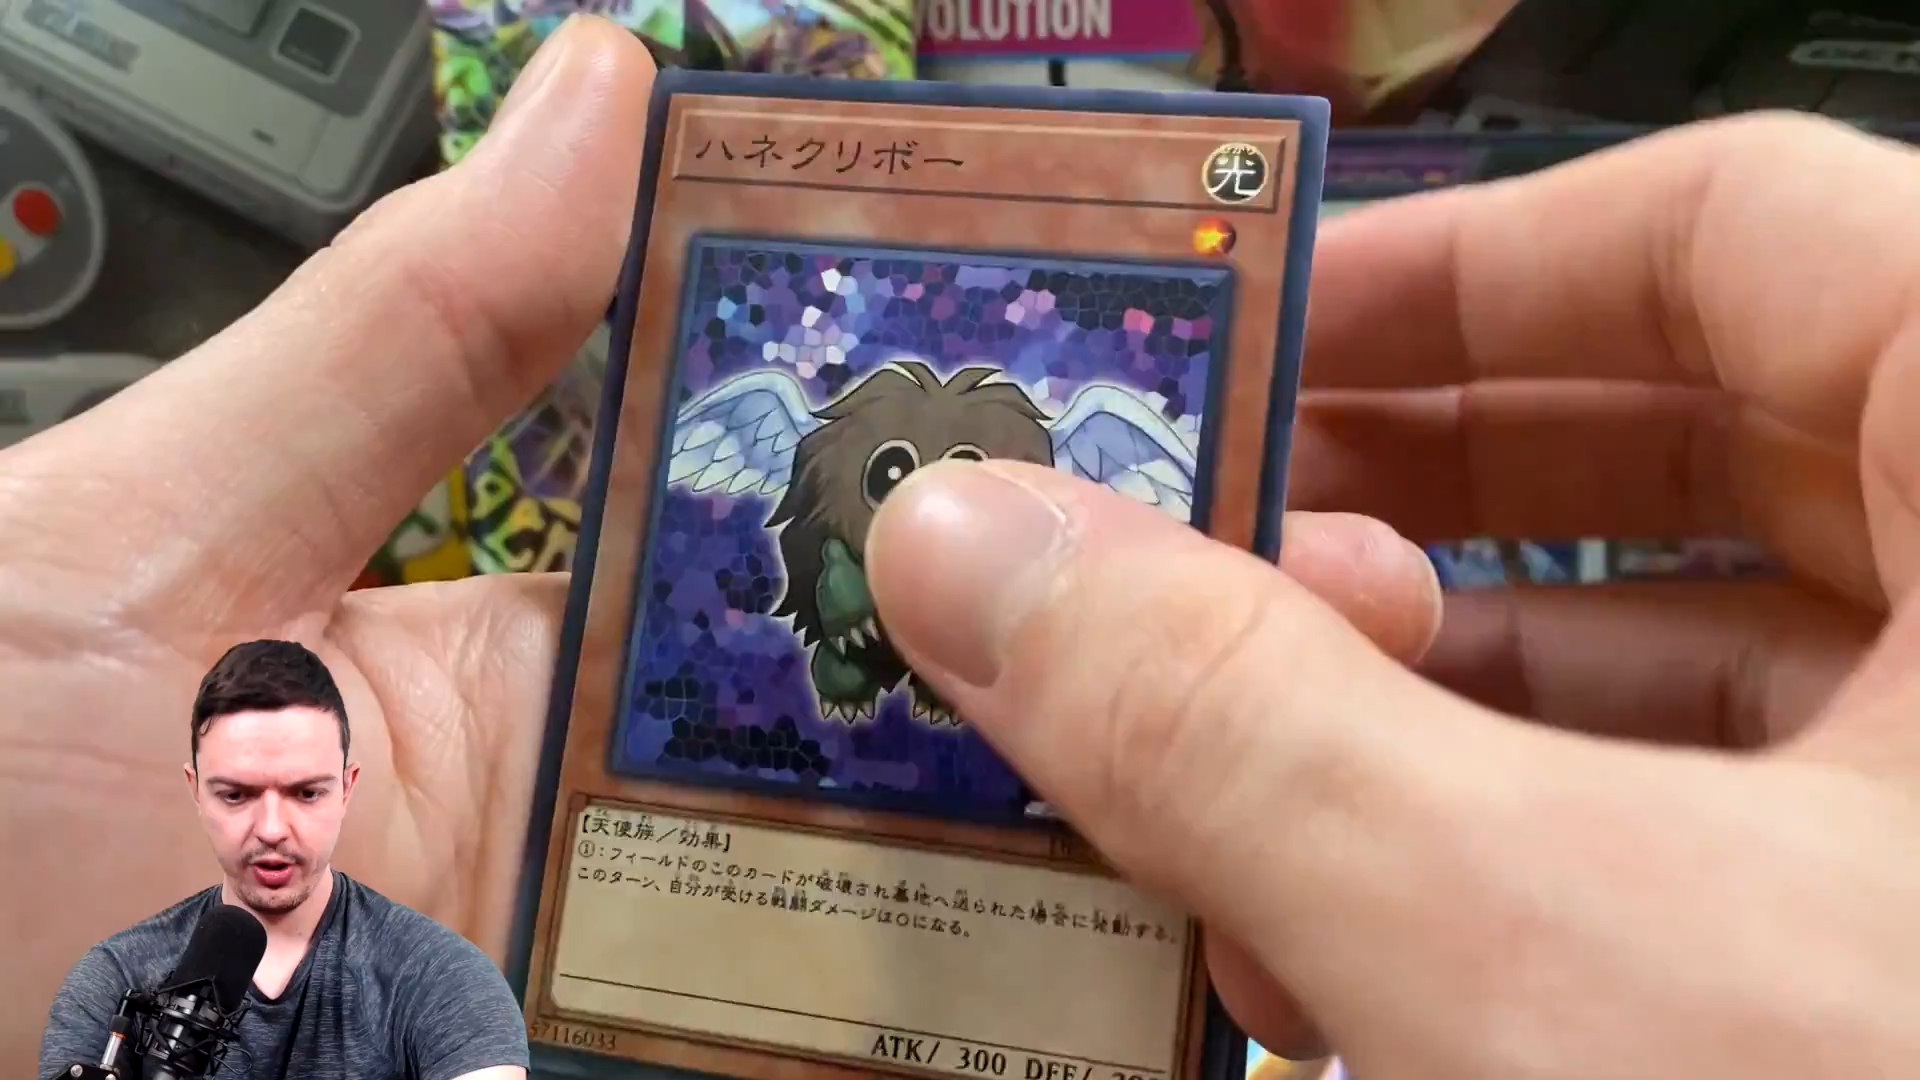 OLUTION
ハネクリボー
光
【天使族／効果】
①：フィールドのこのカードが破壊され墓地へ送られた場合に発動する。
このターン、自分が受ける戦闘ダメージは0になる。
57116033
ATK/ 300 DEF/